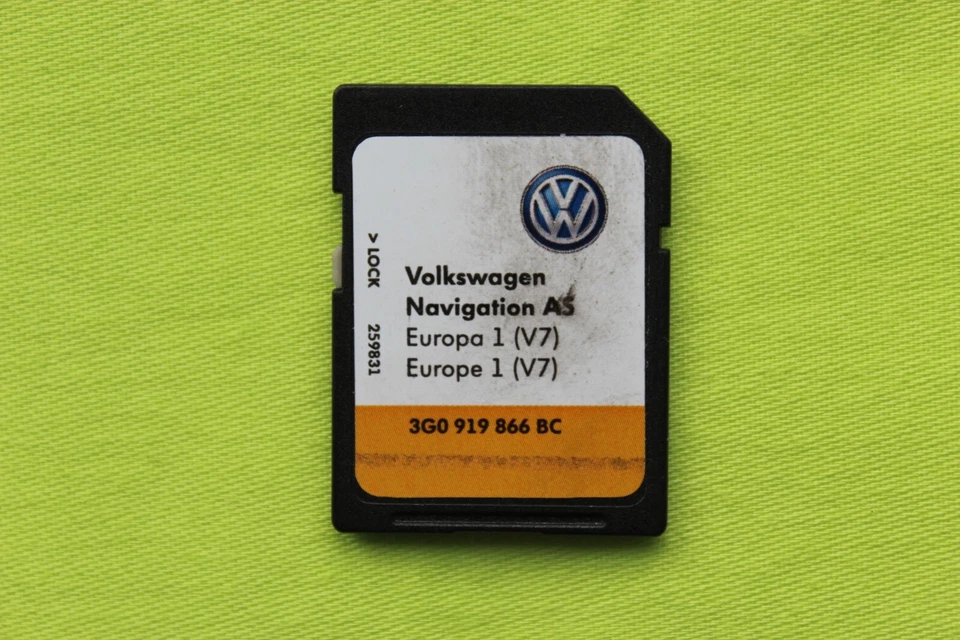 > LOCK
259831
Volkswagen
Navigation AS
Europa 1 (V7)
Europe 1 (V7)
3G0 919 866 BC